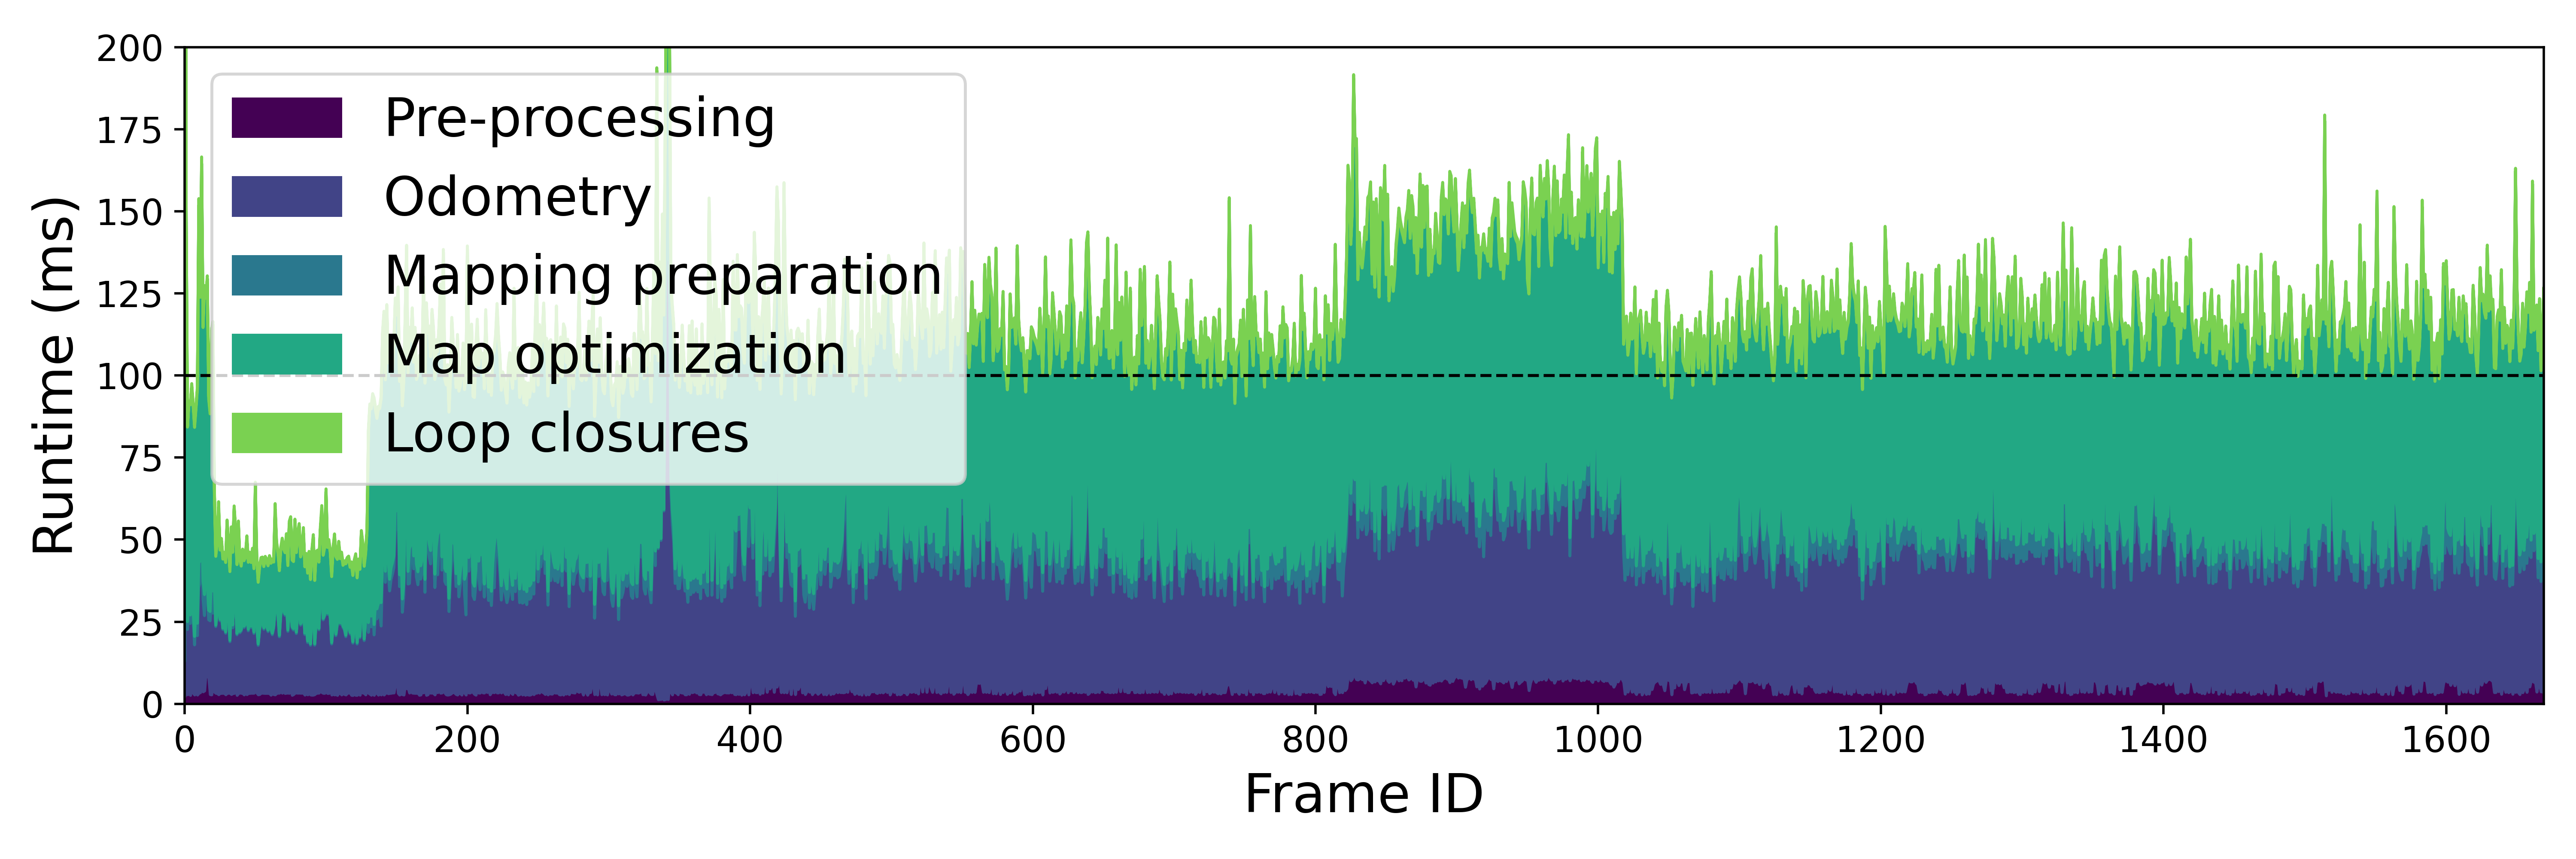 200
175
150
125
100
75
50
25
0
Runtime (ms)
Pre-processing
Odometry
Mapping preparation
Map optimization
Loop closures
0 200 400 600 800 1000 1200 1400 1600
Frame ID